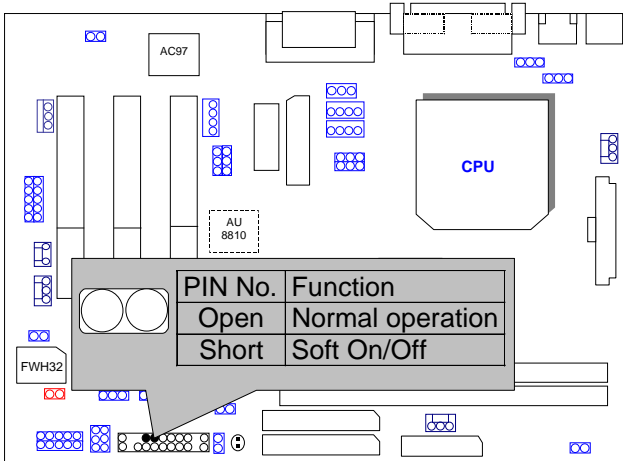 AC97
CPU
AU
8810
PIN No. Function
Open Normal operation
Short Soft On/Off
FWH32